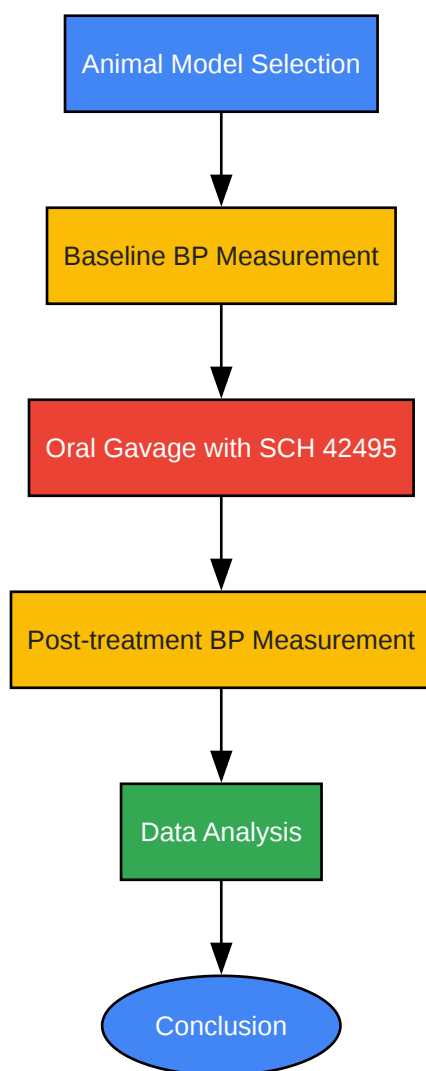 Animal Model Selection
Baseline BP Measurement
Oral Gavage with SCH 42495
Post-treatment BP Measurement
Data Analysis
Conclusion